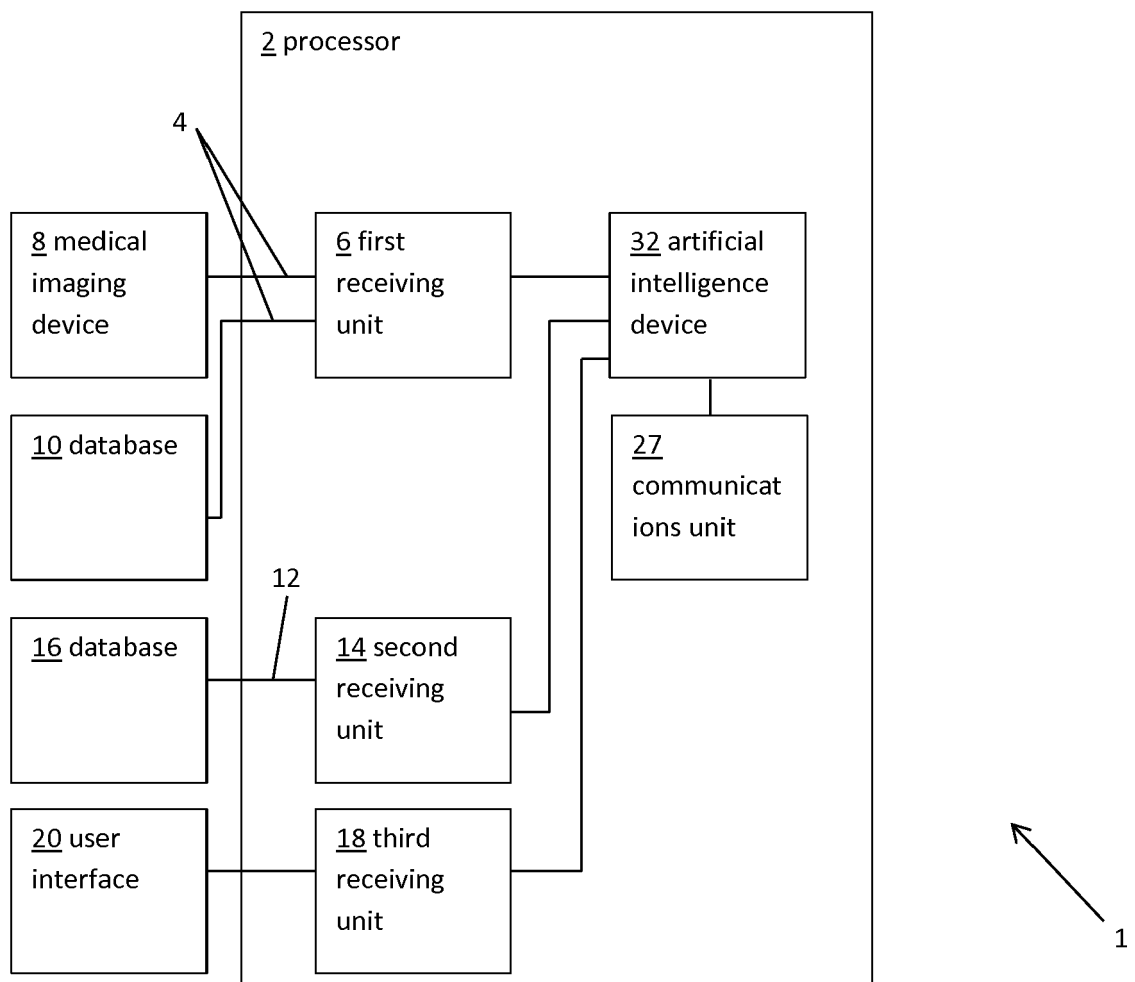 2 processor
4
8 medical
imaging
device
6 first
receiving
unit
32 artificial
intelligence
device
10 database
27
communicat
ions unit
12
16 database
14 second
receiving
unit
20 user
interface
18 third
receiving
unit
1